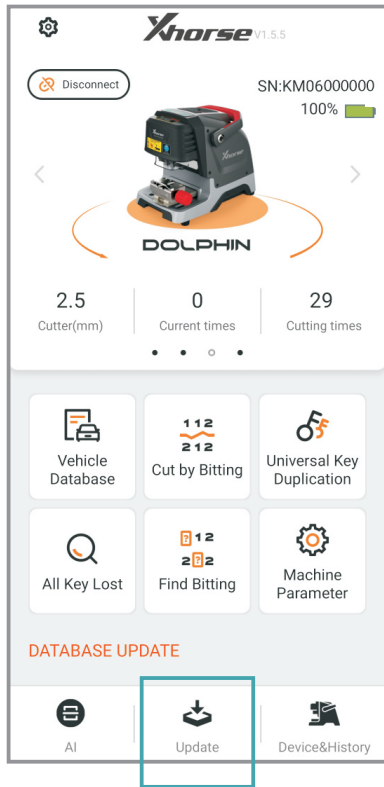 Xhorse V1.5.5
Disconnect
SN:KM06000000
100%
DOLPHIN
2.5
Cutter(mm)
0
Current times
29
Cutting times
Vehicle
Database
112
212
Cut by Bitting
Universal Key
Duplication
All Key Lost
?12
2?2
Find Bitting
Machine
Parameter
DATABASE UPDATE
AI
Update
Device&History